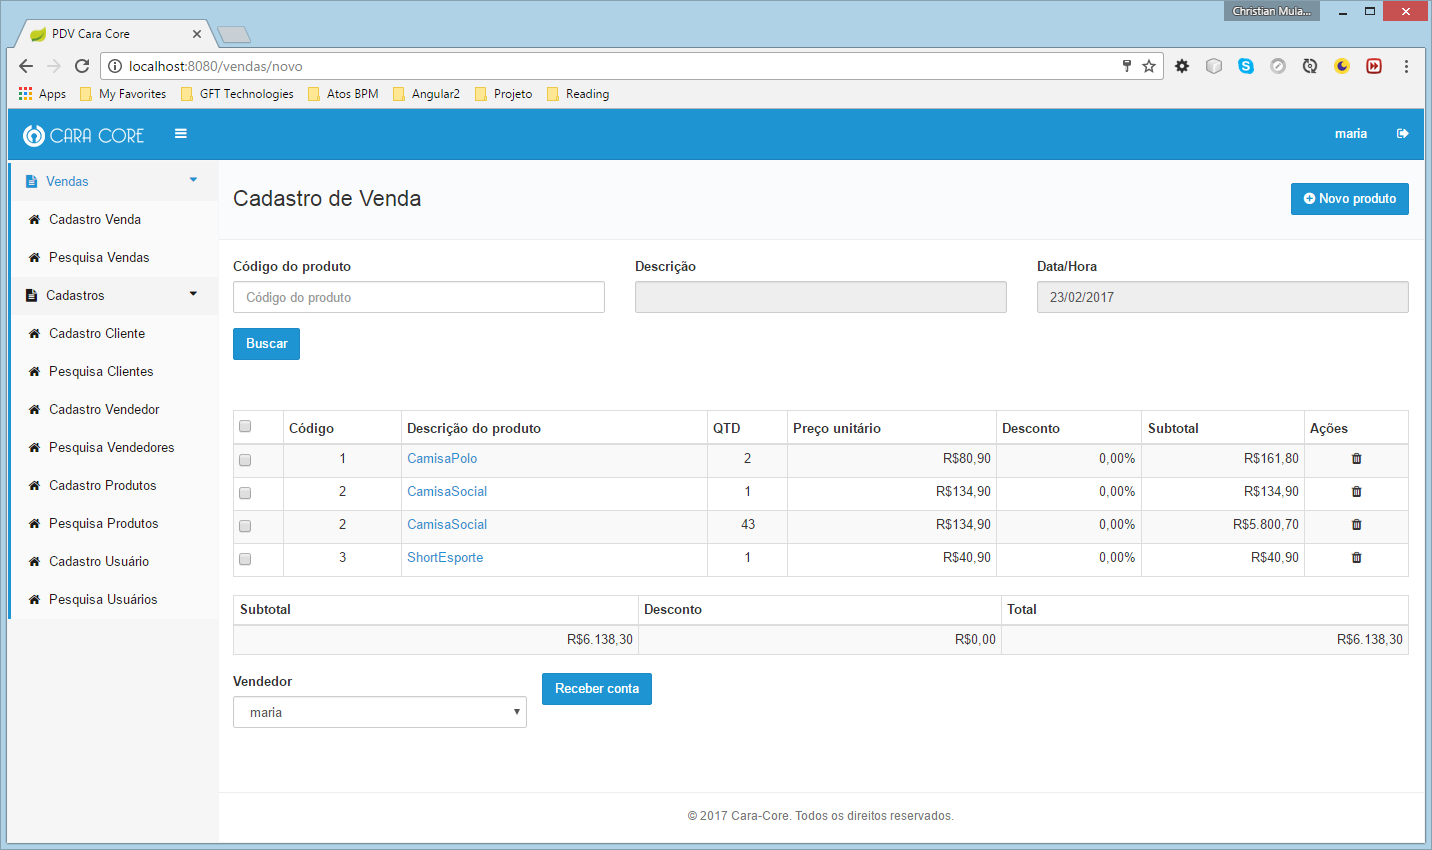 Christian Mula...
PDV Cara Core
localhost:8080/vendas/novo
Apps My Favorites GFT Technologies Atos BPM Angular2 Projeto Reading
CARA CORE maria
Vendas
Cadastro Venda
Pesquisa Vendas
Cadastros
Cadastro Cliente
Pesquisa Clientes
Cadastro Vendedor
Pesquisa Vendedores
Cadastro Produtos
Pesquisa Produtos
Cadastro Usuário
Pesquisa Usuários
Cadastro de Venda Novo produto
Código do produto Descrição Data/Hora
Código do produto 23/02/2017
Buscar
Código Descrição do produto QTD Preço unitário Desconto Subtotal Ações
1 CamisaPolo 2 R$80,90 0,00% R$161,80
2 CamisaSocial 1 R$134,90 0,00% R$134,90
2 CamisaSocial 43 R$134,90 0,00% R$5.800,70
3 ShortEsporte 1 R$40,90 0,00% R$40,90
Subtotal Desconto Total
R$6.138,30 R$0,00 R$6.138,30
Vendedor
maria
Receber conta
© 2017 Cara-Core. Todos os direitos reservados.